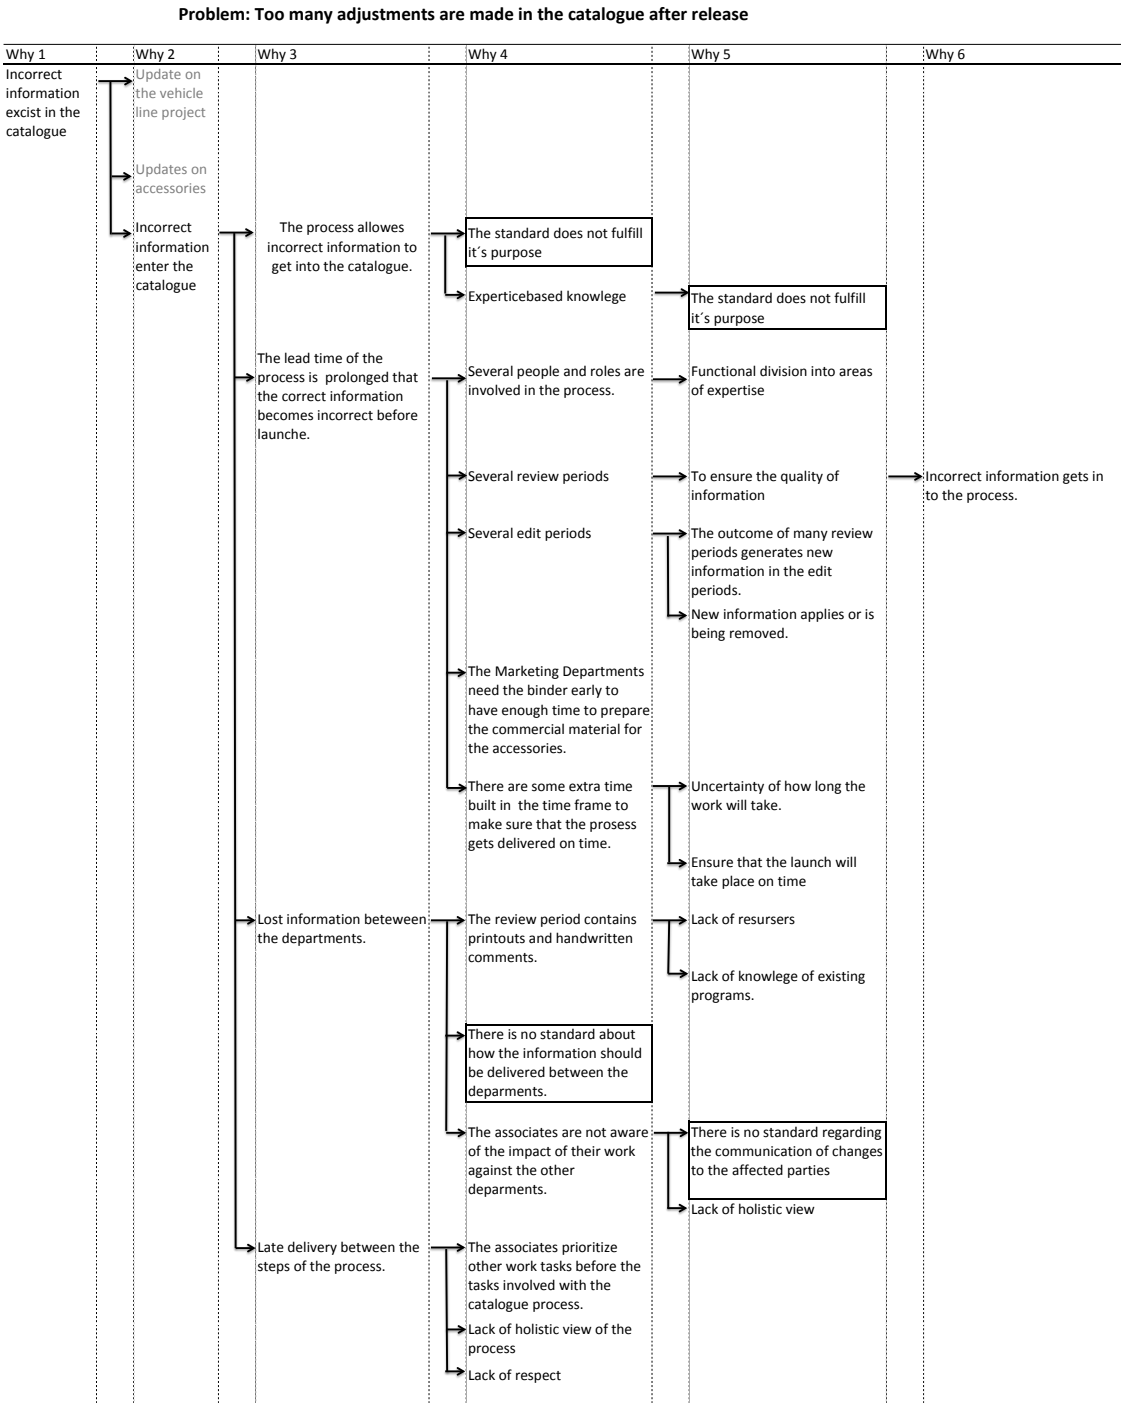 Problem: Too many adjustments are made in the catalogue after release
Why 1
Why 2
Why 3
Why 4
Why 5
Why 6
Incorrect
information
excist in the
catalogue
Update on
the vehicle
line project
Updates on
accessories
Incorrect
information
enter the
catalogue
The process allowes
incorrect information to
get into the catalogue.
The standard does not fulfill
it´s purpose
Experticebased knowlege
The standard does not fulfill
it´s purpose
The lead time of the
process is prolonged that
the correct information
becomes incorrect before
launche.
Several people and roles are
involved in the process.
Functional division into areas
of expertise
Several review periods
To ensure the quality of
information
Incorrect information gets in
to the process.
Several edit periods
The outcome of many review
periods generates new
information in the edit
periods.
New information applies or is
being removed.
The Marketing Departments
need the binder early to
have enough time to prepare
the commercial material for
the accessories.
There are some extra time
built in the time frame to
make sure that the prosess
gets delivered on time.
Uncertainty of how long the
work will take.
Ensure that the launch will
take place on time
Lost information beteween
the departments.
The review period contains
printouts and handwritten
comments.
Lack of resursers
Lack of knowlege of existing
programs.
There is no standard about
how the information should
be delivered between the
deparments.
The associates are not aware
of the impact of their work
against the other
deparments.
There is no standard regarding
the communication of changes
to the affected parties
Lack of holistic view
Late delivery between the
steps of the process.
The associates prioritize
other work tasks before the
tasks involved with the
catalogue process.
Lack of holistic view of the
process
Lack of respect